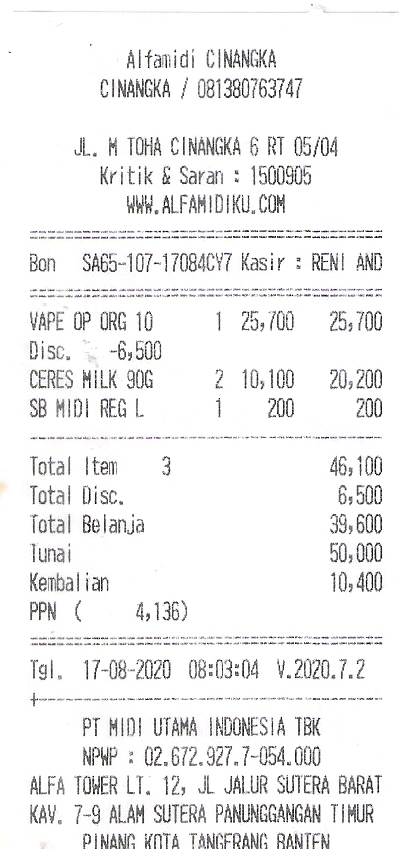 Alfamidi CINANGKA
CINANGKA / 081380763747
JL. M TOHA CINANGKA 6 RT 05/04
Kritik & Saran : 1500905
WWW.ALFAMIDIKU.COM
Bon SA65-107-17084CY7 Kasir : RENI AND
VAPE OP ORG 10 1 25,700 25,700
Disc. -6,500
CERES MILK 90G 2 10,100 20,200
SB MIDI REG L 1 200 200
Total Item 3 46,100
Total Disc. 6,500
Total Belanja 39,600
Tunai 50,000
Kembalian 10,400
PPN ( 4,136)
Tgl. 17-08-2020 08:03:04 V.2020.7.2
PT MIDI UTAMA INDONESIA TBK
NPWP : 02.672.927.7-054.000
ALFA TOWER LT. 12, JL JALUR SUTERA BARAT
KAV. 7-9 ALAM SUTERA PANUNGGANGAN TIMUR
PINANG KOTA TANGERANG BANTEN